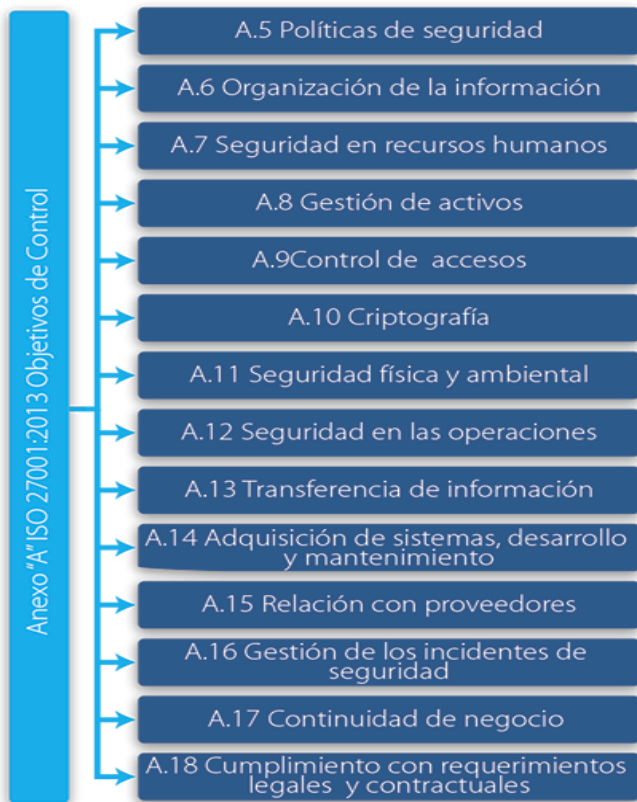 Anexo "A" ISO 27001:2013 Objetivos de Control
A.5 Políticas de seguridad
A.6 Organización de la información
A.7 Seguridad en recursos humanos
A.8 Gestión de activos
A.9Control de accesos
A.10 Criptografía
A.11 Seguridad física y ambiental
A.12 Seguridad en las operaciones
A.13 Transferencia de información
A.14 Adquisición de sistemas, desarrollo
y mantenimiento
A.15 Relación con proveedores
A.16 Gestión de los incidentes de
seguridad
A.17 Continuidad de negocio
A.18 Cumplimiento con requerimientos
legales y contractuales